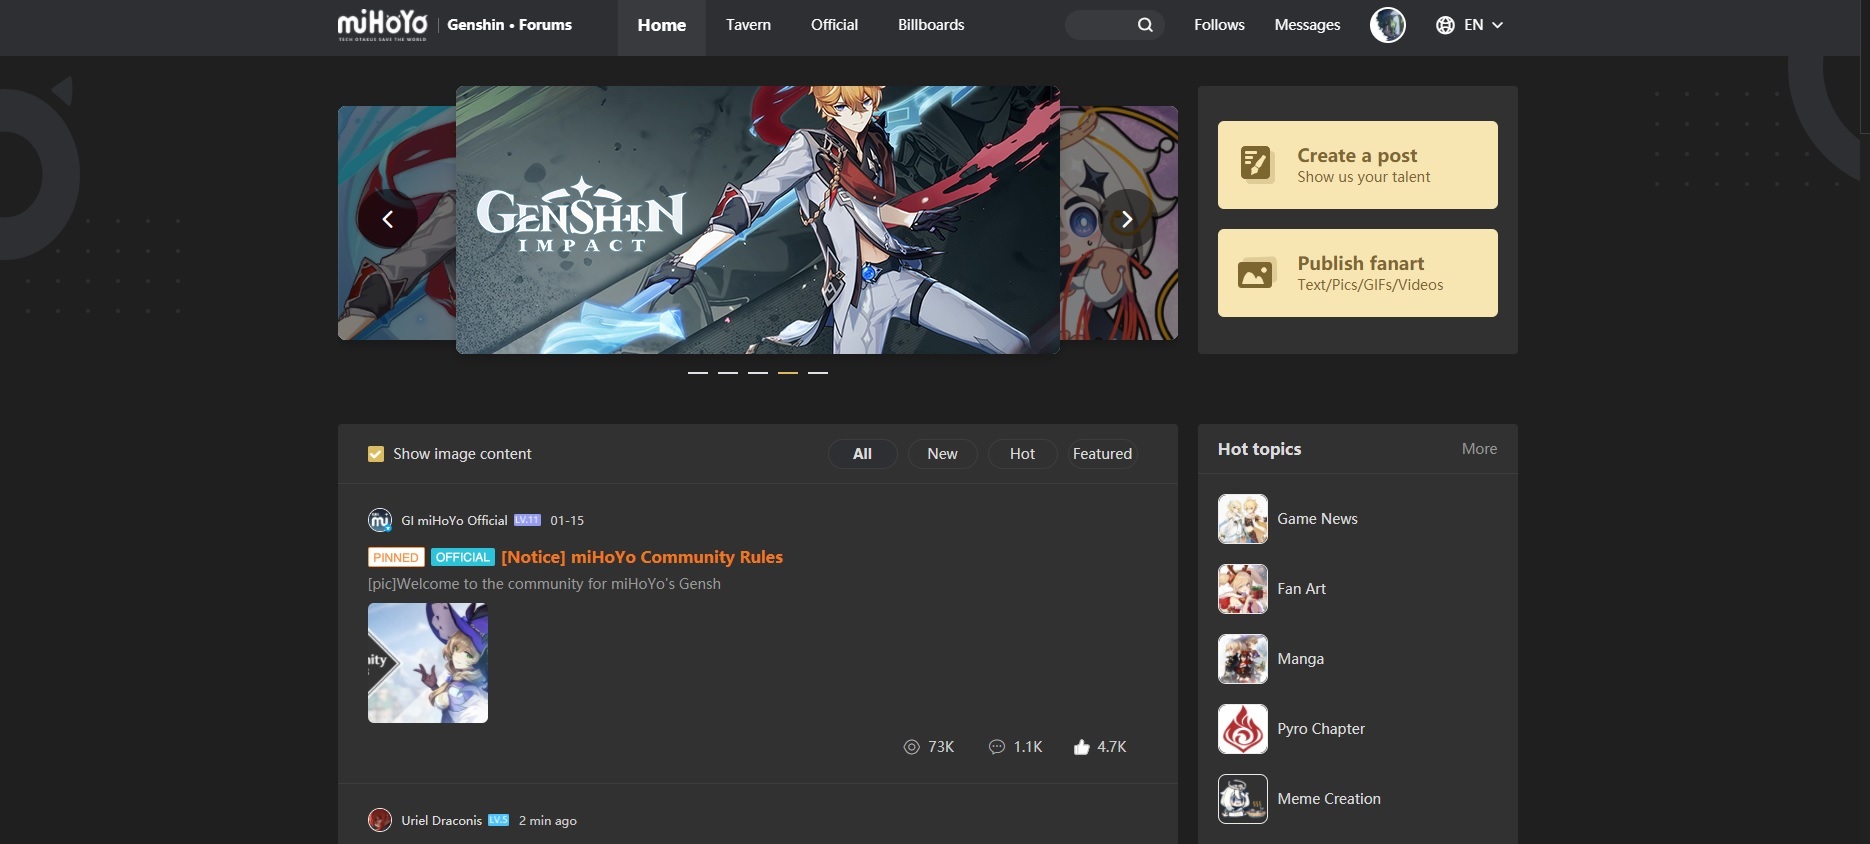 miHoYo
TECH OTAKUS SAVE THE WORLD
Genshin • Forums
Home
Tavern
Official
Billboards
Follows
Messages
EN
GENSHIN
IMPACT
Create a post
Show us your talent
Publish fanart
Text/Pics/GIFs/Videos
Show image content
All
New
Hot
Featured
GI miHoYo Official LV.11 01-15
PINNED OFFICIAL [Notice] miHoYo Community Rules
[pic]Welcome to the community for miHoYo's Gensh
nity
73K
1.1K
4.7K
Uriel Draconis LV.5 2 min ago
Hot topics
More
Game News
Fan Art
Manga
Pyro Chapter
Meme Creation